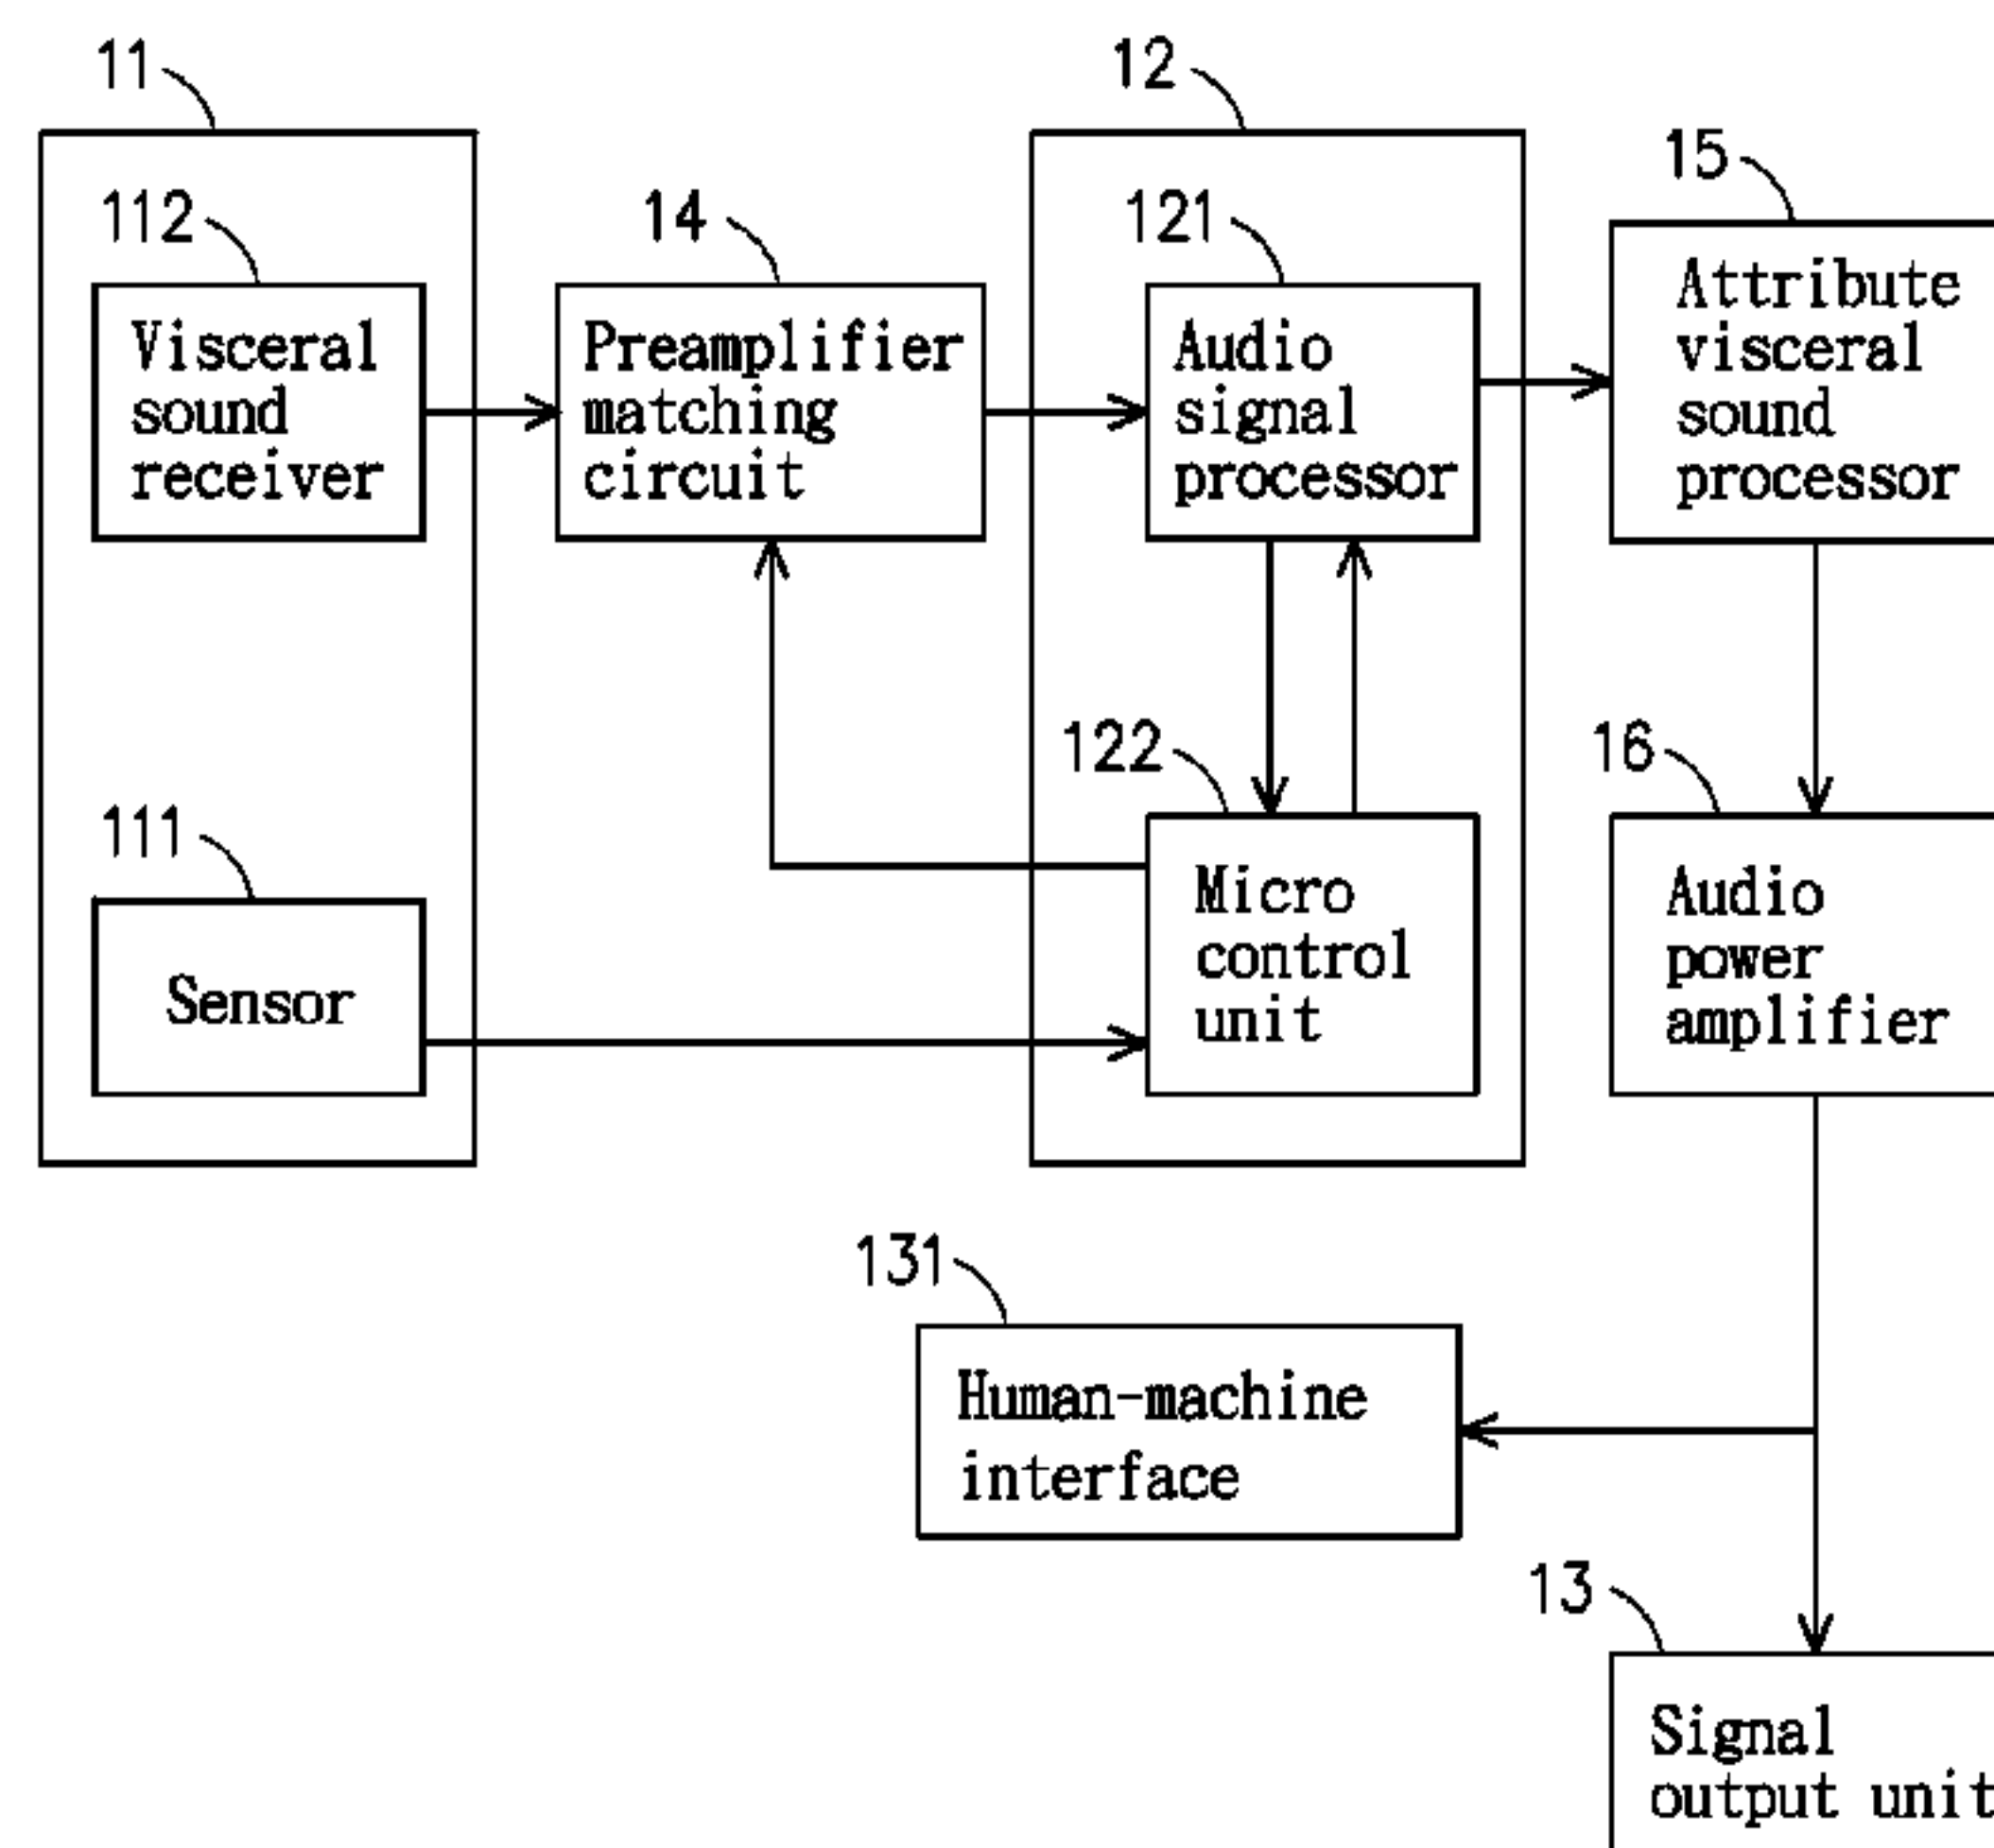 11
12
15
112
14
121
Visceral
sound
receiver
Preamplifier
matching
circuit
Audio
signal
processor
Attribute
visceral
sound
processor
122
16
111
Sensor
Micro
control
unit
Audio
power
amplifier
131
Human-machine
interface
13
Signal
output unit